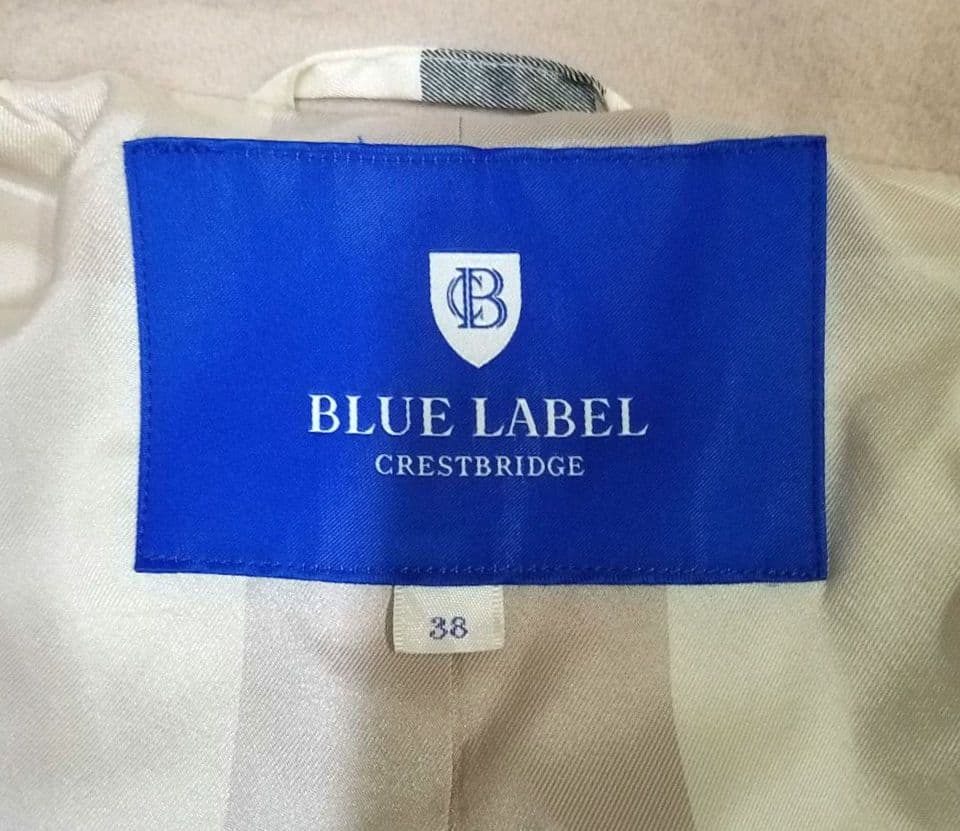 CB
BLUE LABEL
CRESTBRIDGE
38